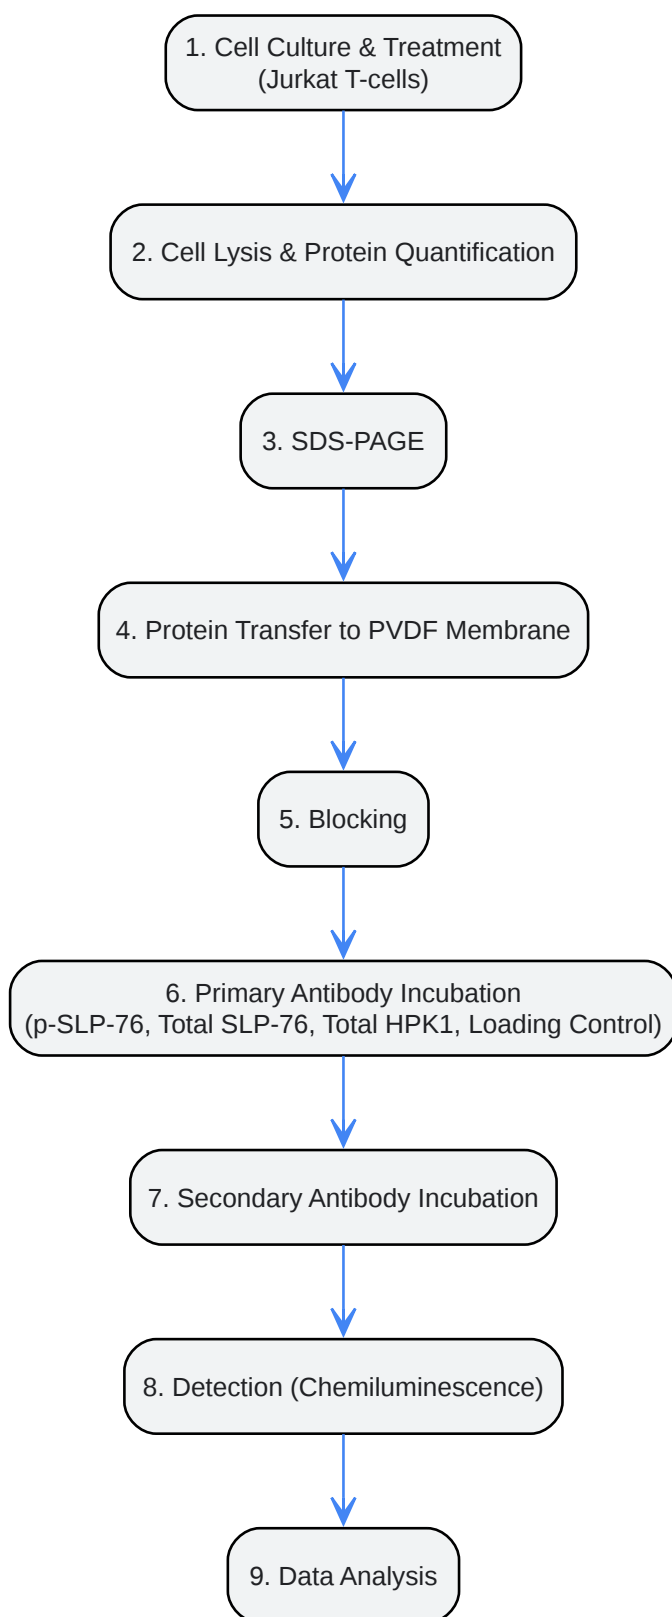 1. Cell Culture & Treatment
(Jurkat T-cells)
2. Cell Lysis & Protein Quantification
3. SDS-PAGE
4. Protein Transfer to PVDF Membrane
5. Blocking
6. Primary Antibody Incubation
(p-SLP-76, Total SLP-76, Total HPK1, Loading Control)
7. Secondary Antibody Incubation
8. Detection (Chemiluminescence)
9. Data Analysis